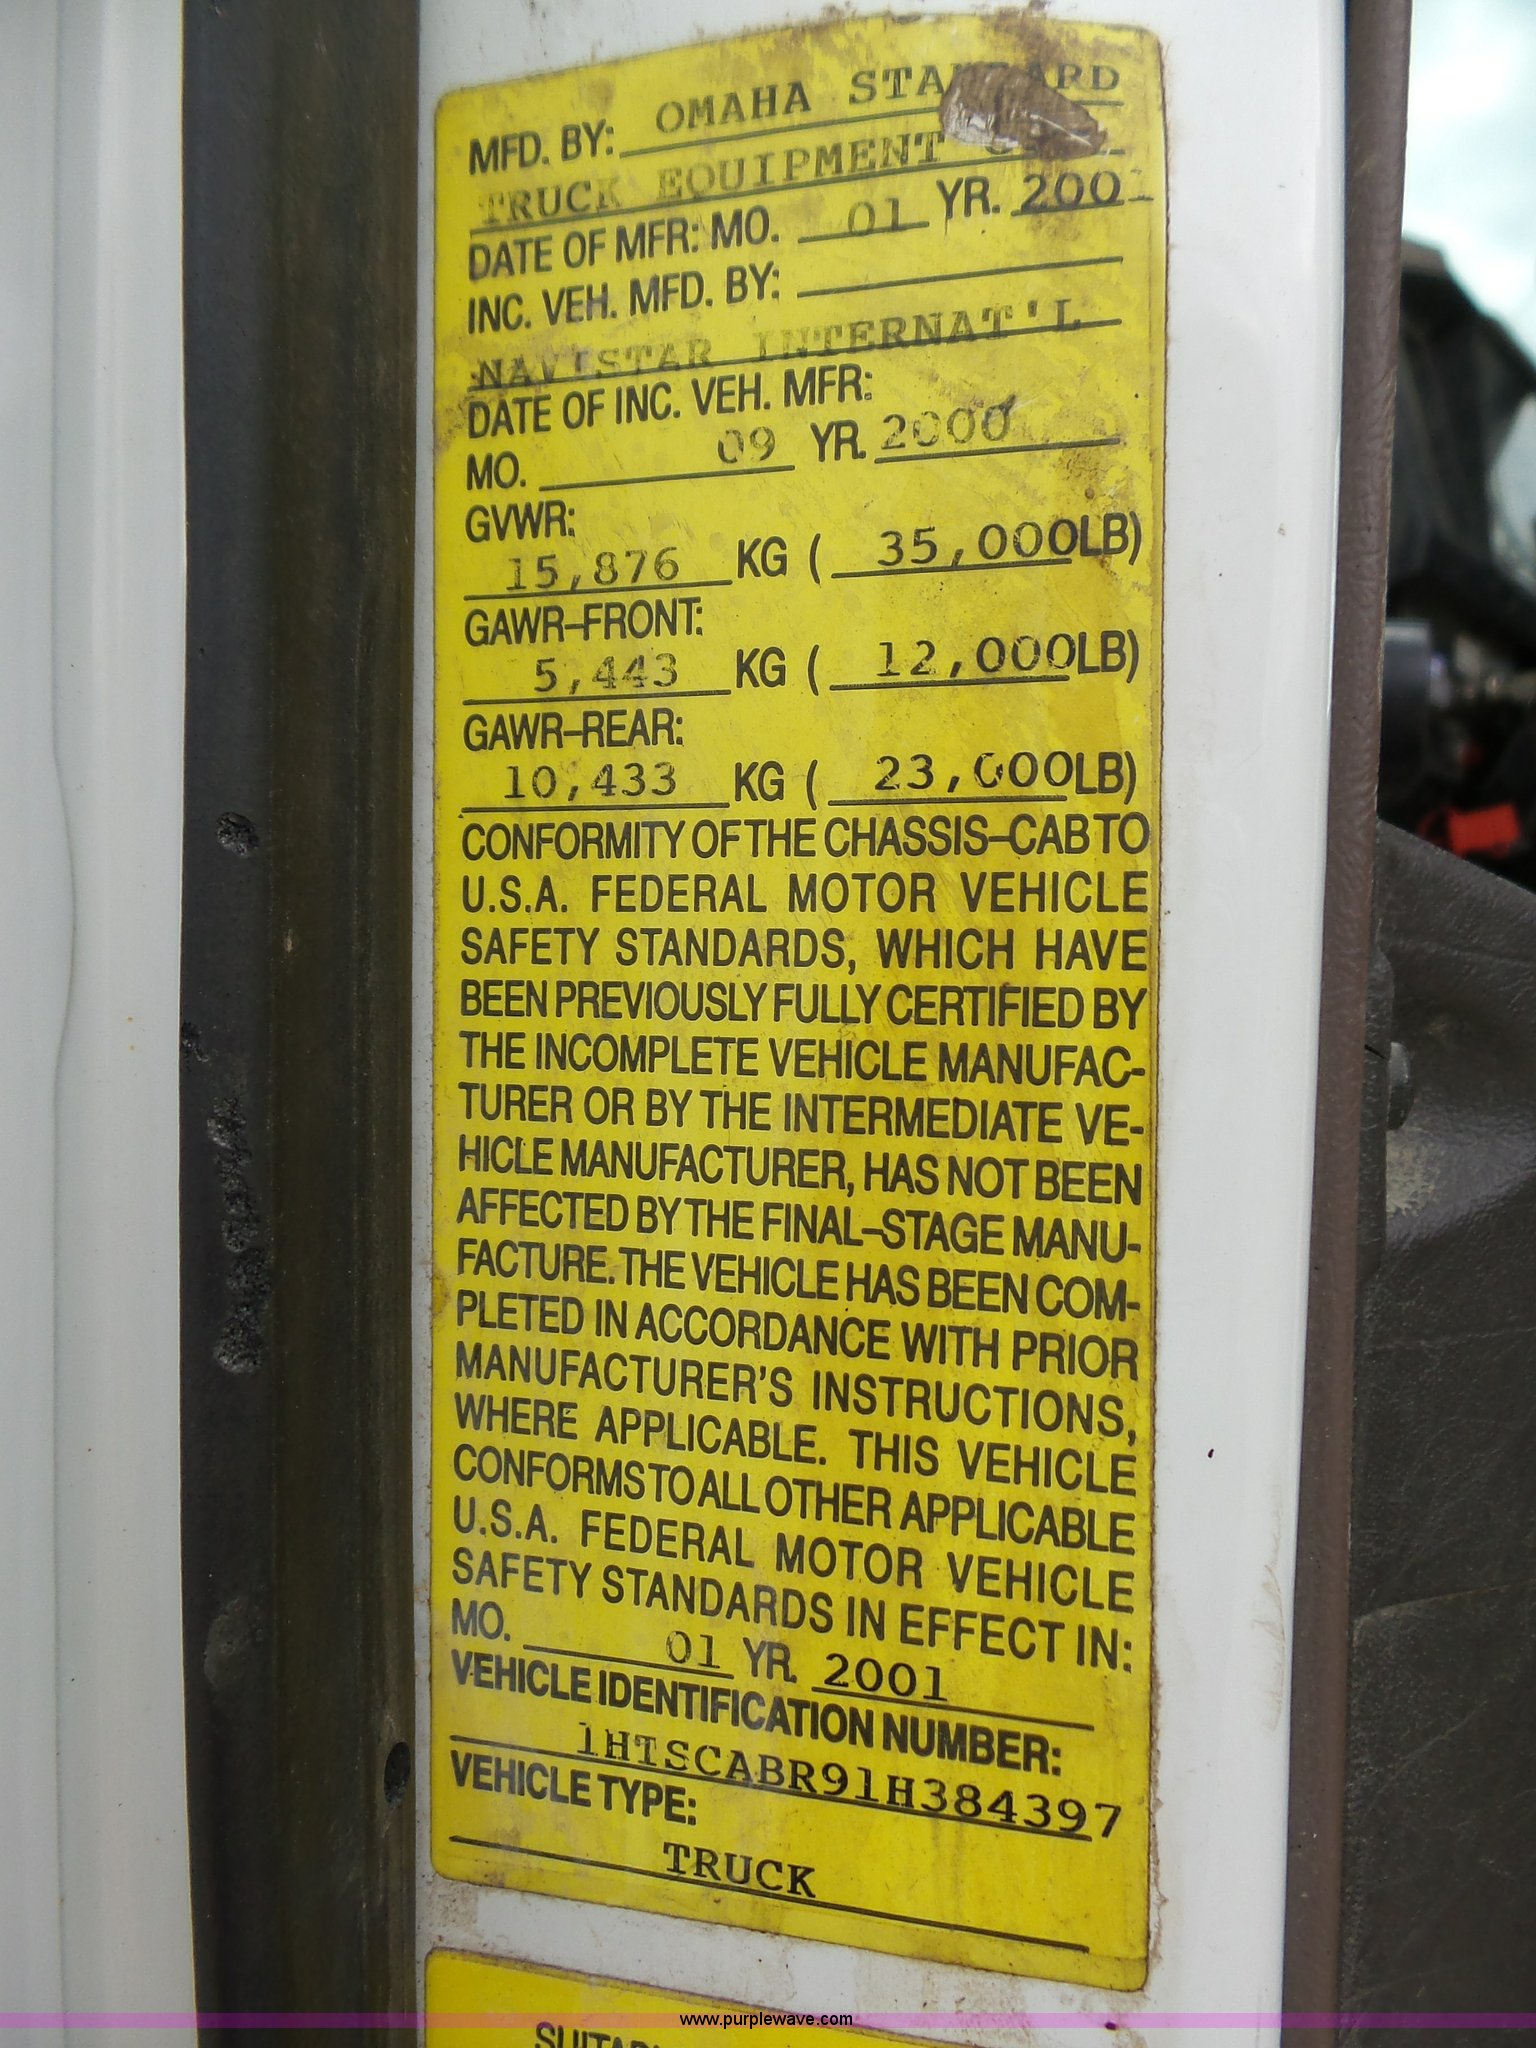 MFD. BY: OMAHA STANDARD
TRUCK EQUIPMENT
DATE OF MFR: MO. 01 YR. 2001
INC. VEH. MFD. BY:
NAVISTAR INTERNAT'L
DATE OF INC. VEH. MFR:
MO. 09 YR. 2000
GVWR:
15,876 KG ( 35,000LB)
GAWR-FRONT:
5,443 KG ( 12,000LB)
GAWR-REAR:
10,433 KG ( 23,000LB)
CONFORMITY OF THE CHASSIS-CAB TO
U.S.A. FEDERAL MOTOR VEHICLE
SAFETY STANDARDS, WHICH HAVE
BEEN PREVIOUSLY FULLY CERTIFIED BY
THE INCOMPLETE VEHICLE MANUFAC-
TURER OR BY THE INTERMEDIATE VE-
HICLE MANUFACTURER, HAS NOT BEEN
AFFECTED BY THE FINAL-STAGE MANU-
FACTURE. THE VEHICLE HAS BEEN COM-
PLETED IN ACCORDANCE WITH PRIOR
MANUFACTURER'S INSTRUCTIONS,
WHERE APPLICABLE. THIS VEHICLE
CONFORMS TO ALL OTHER APPLICABLE
U.S.A. FEDERAL MOTOR VEHICLE
SAFETY STANDARDS IN EFFECT IN:
MO. 01 YR. 2001
VEHICLE IDENTIFICATION NUMBER:
1HTSCABR91H384397
VEHICLE TYPE:
TRUCK
www.purplewave.com